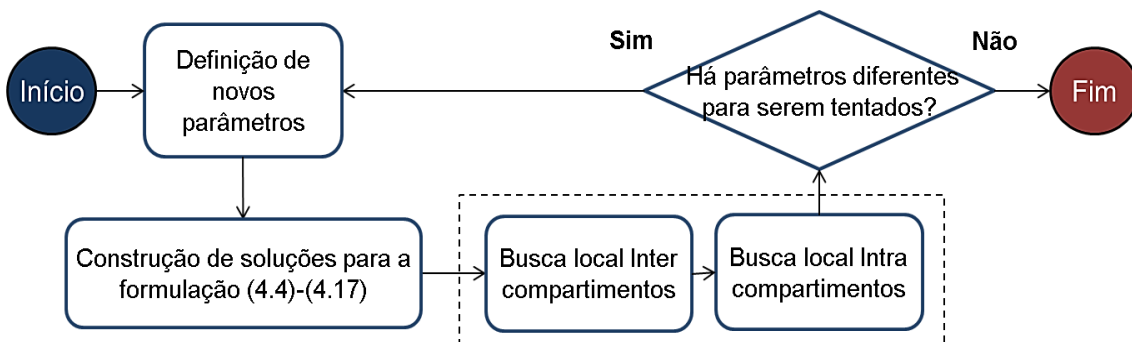 Início
Definição de
novos
parâmetros
Sim
Há parâmetros diferentes
para serem tentados?
Não
Fim
Construção de soluções para a
formulação (4.4)-(4.17)
Busca local Inter
compartimentos
Busca local Intra
compartimentos